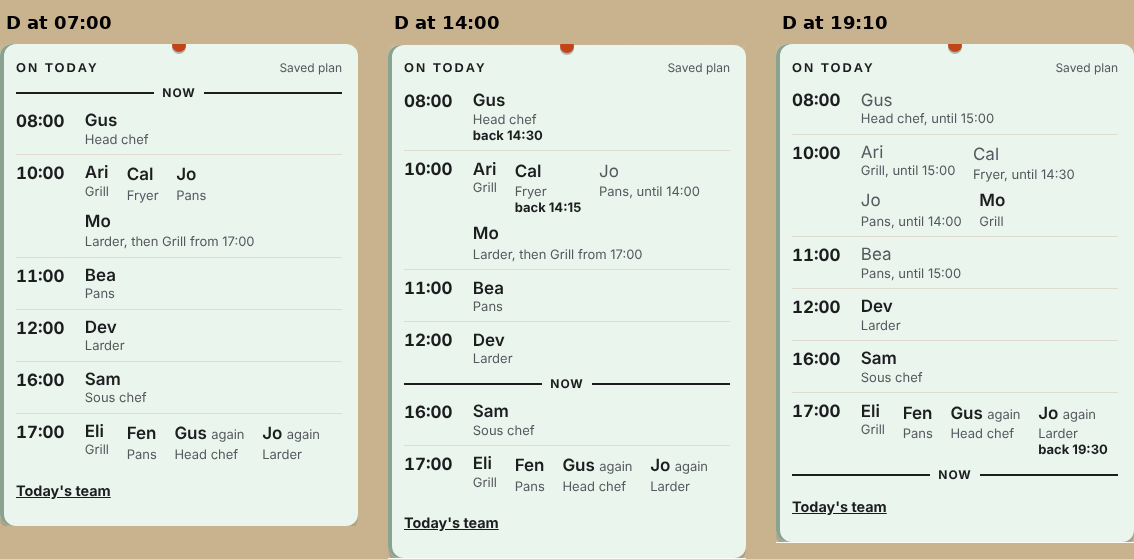 D at 07:00
ON TODAY Saved plan
NOW
08:00 Gus
Head chef
10:00 Ari Cal Jo
Grill Fryer Pans
Mo
Larder, then Grill from 17:00
11:00 Bea
Pans
12:00 Dev
Larder
16:00 Sam
Sous chef
17:00 Eli Fen Gus again Jo again
Grill Pans Head chef Larder
Today's team
D at 14:00
ON TODAY Saved plan
08:00 Gus
Head chef
back 14:30
10:00 Ari Cal Jo
Grill Fryer Pans, until 14:00
back 14:15
Mo
Larder, then Grill from 17:00
11:00 Bea
Pans
12:00 Dev
Larder
NOW
16:00 Sam
Sous chef
17:00 Eli Fen Gus again Jo again
Grill Pans Head chef Larder
Today's team
D at 19:10
ON TODAY Saved plan
08:00 Gus
Head chef, until 15:00
10:00 Ari Cal
Grill, until 15:00 Fryer, until 14:30
Jo Mo
Pans, until 14:00 Grill
11:00 Bea
Pans, until 15:00
12:00 Dev
Larder
16:00 Sam
Sous chef
17:00 Eli Fen Gus again Jo again
Grill Pans Head chef Larder
back 19:30
NOW
Today's team